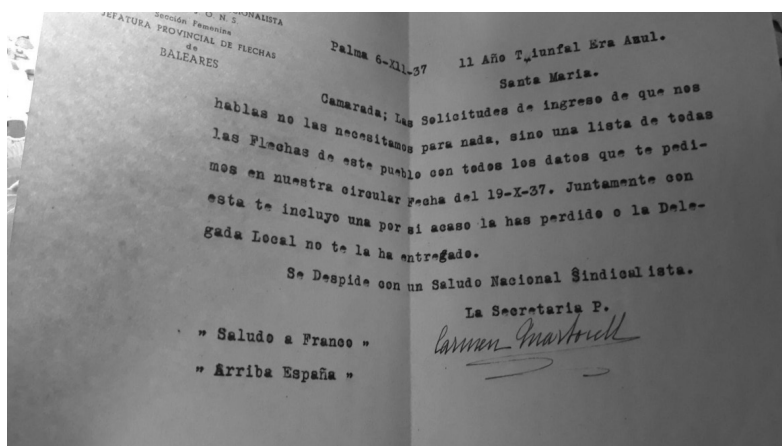 IONALISTA
O. N. S.
Sección Femenina
JEFATURA PROVINCIAL DE FLECHAS
de
BALEARES
Palma 6-XII-37 11 Año Triunfal Era Azul.
Santa Maria.
Camarada; Las Solicitudes de ingreso de que nos
hablas no las necesitamos para nada, sino una lista de todas
las Flechas de este pueblo con todos los datos que te pedi-
mos en nuestra circular Fecha del 19-X-37. Juntamente con
esta te incluyo una por si acaso la has perdido o la Dele-
gada Local no te la ha entregado.
Se Despide con un Saludo Nacional Sindicalista.
La Secretaria P.
" Saludo a Franco "
Carmen Martorell
" Arriba España "